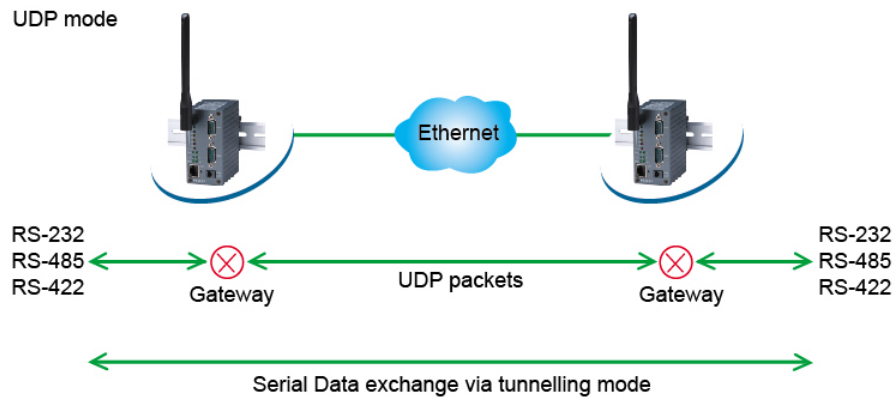 UDP mode
Ethernet
RS-232
RS-485
RS-422
Gateway
UDP packets
Gateway
RS-232
RS-485
RS-422
Serial Data exchange via tunnelling mode